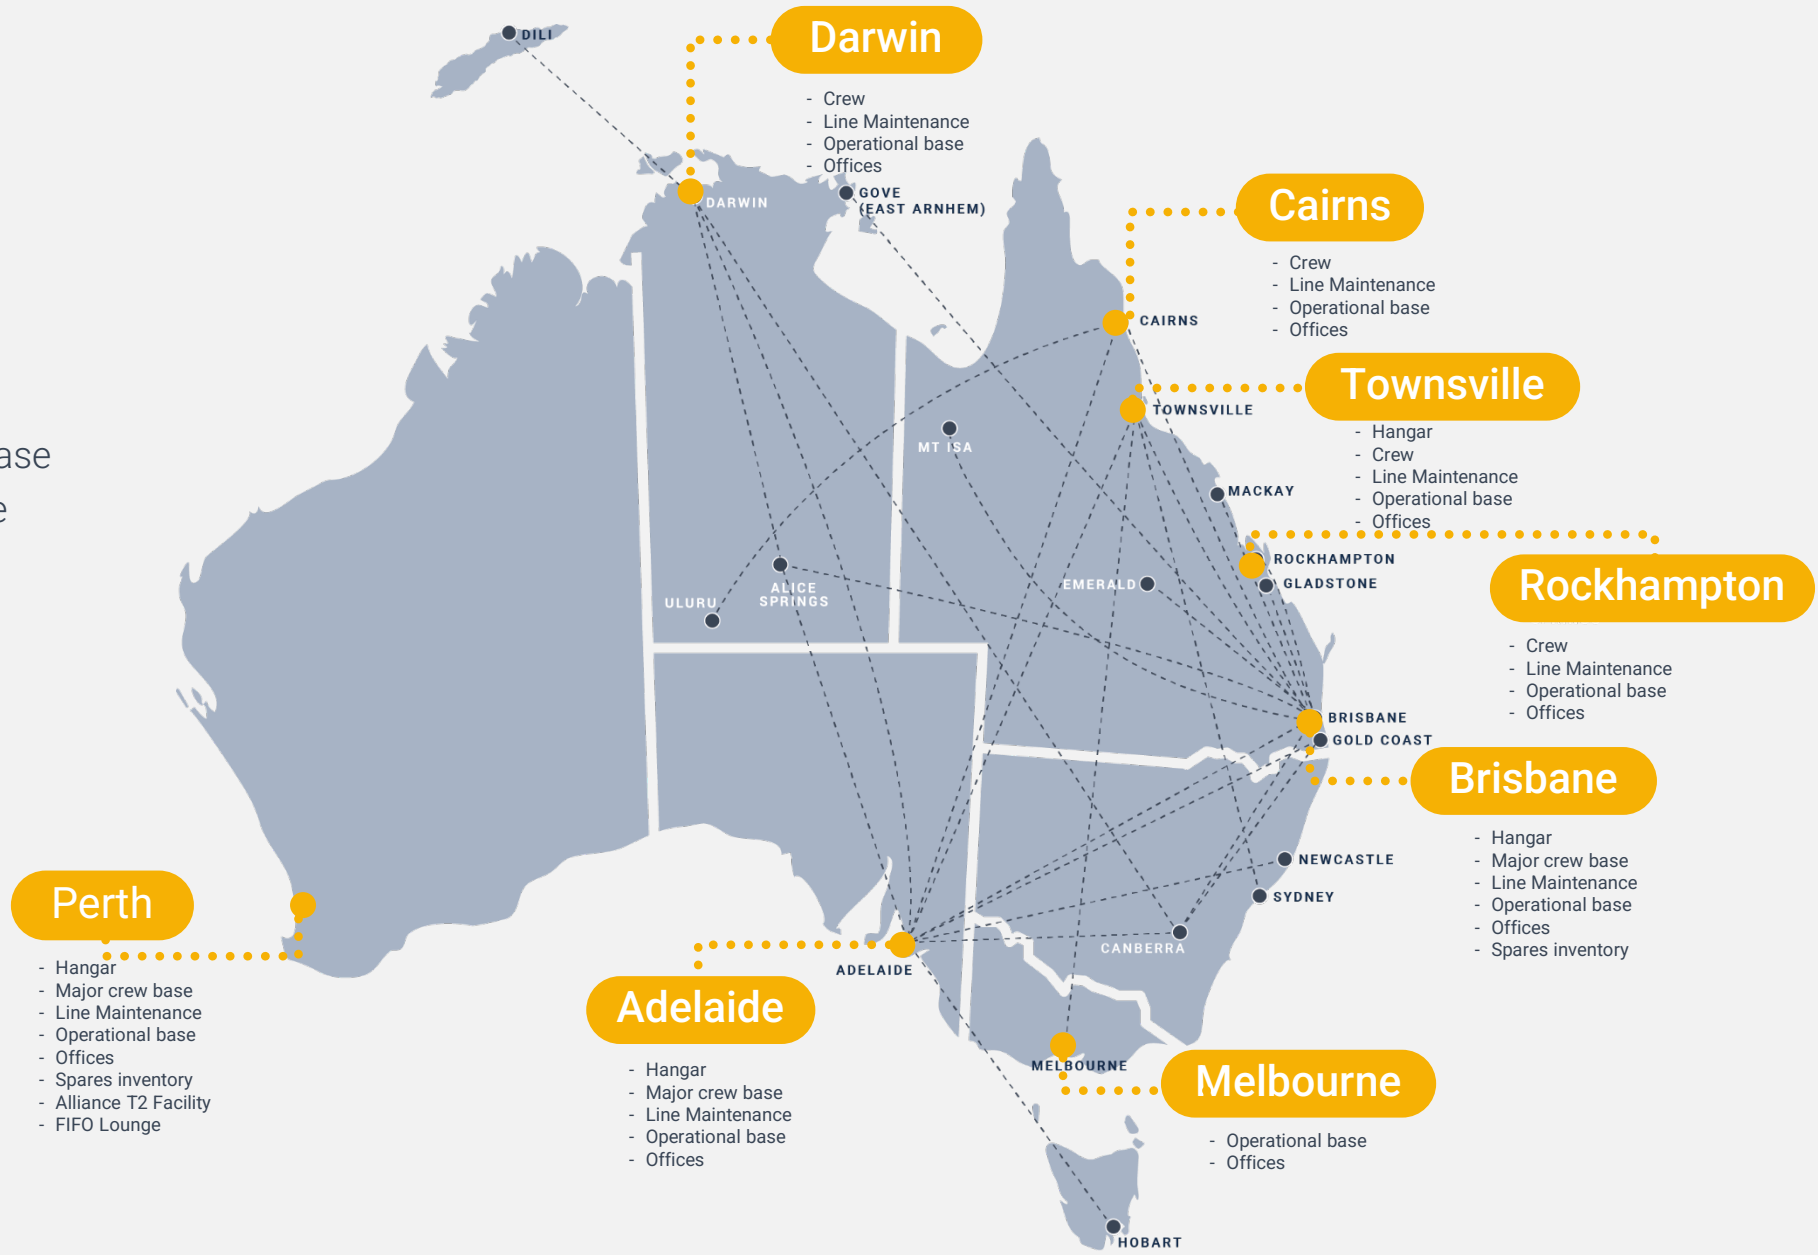 DILI
Darwin
- Crew
- Line Maintenance
- Operational base
- Offices
DARWIN
GOVE
(EAST ARNHEM)
Cairns
- Crew
- Line Maintenance
- Operational base
- Offices
CAIRNS
Townsville
- Hangar
- Crew
- Line Maintenance
- Operational base
- Offices
TOWNSVILLE
MT ISA
MACKAY
ase
e
ROCKHAMPTON
GLADSTONE
EMERALD
ALICE
SPRINGS
ULURU
Rockhampton
- Crew
- Line Maintenance
- Operational base
- Offices
BRISBANE
GOLD COAST
Brisbane
- Hangar
- Major crew base
- Line Maintenance
- Operational base
- Offices
- Spares inventory
NEWCASTLE
SYDNEY
CANBERRA
Perth
- Hangar
- Major crew base
- Line Maintenance
- Operational base
- Offices
- Spares inventory
- Alliance T2 Facility
- FIFO Lounge
ADELAIDE
Adelaide
- Hangar
- Major crew base
- Line Maintenance
- Operational base
- Offices
MELBOURNE
Melbourne
- Operational base
- Offices
HOBART